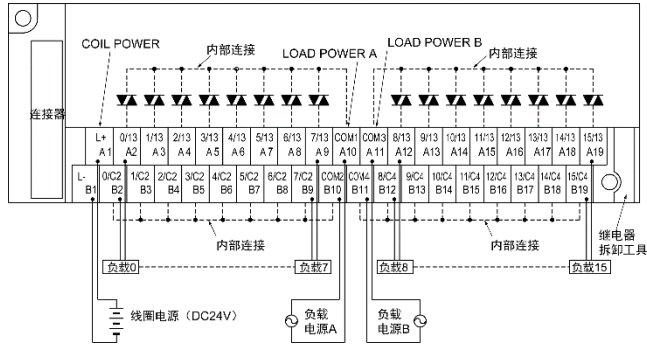 COIL POWER
内部连接
LOAD POWER A
LOAD POWER B
内部连接
连接器
L+ 0/13 1/13 2/13 3/13 4/13 5/13 6/13 7/13 COM1 COM3 8/13 9/13 10/13 11/13 12/13 13/13 14/13 15/13
A1 A2 A3 A4 A5 A6 A7 A8 A9 A10 A11 A12 A13 A14 A15 A16 A17 A18 A19
L- 0/C2 1/C2 2/C2 3/C2 4/C2 5/C2 6/C2 7/C2 COM2 COM4 8/C4 9/C4 10/C4 11/C4 12/C4 13/C4 14/C4 15/C4
B1 B2 B3 B4 B5 B6 B7 B8 B9 B10 B11 B12 B13 B14 B15 B16 B17 B18 B19
内部连接
内部连接
继电器
拆卸工具
负载0
负载7
负载8
负载15
线圈电源（DC24V）
负载
电源A
负载
电源B